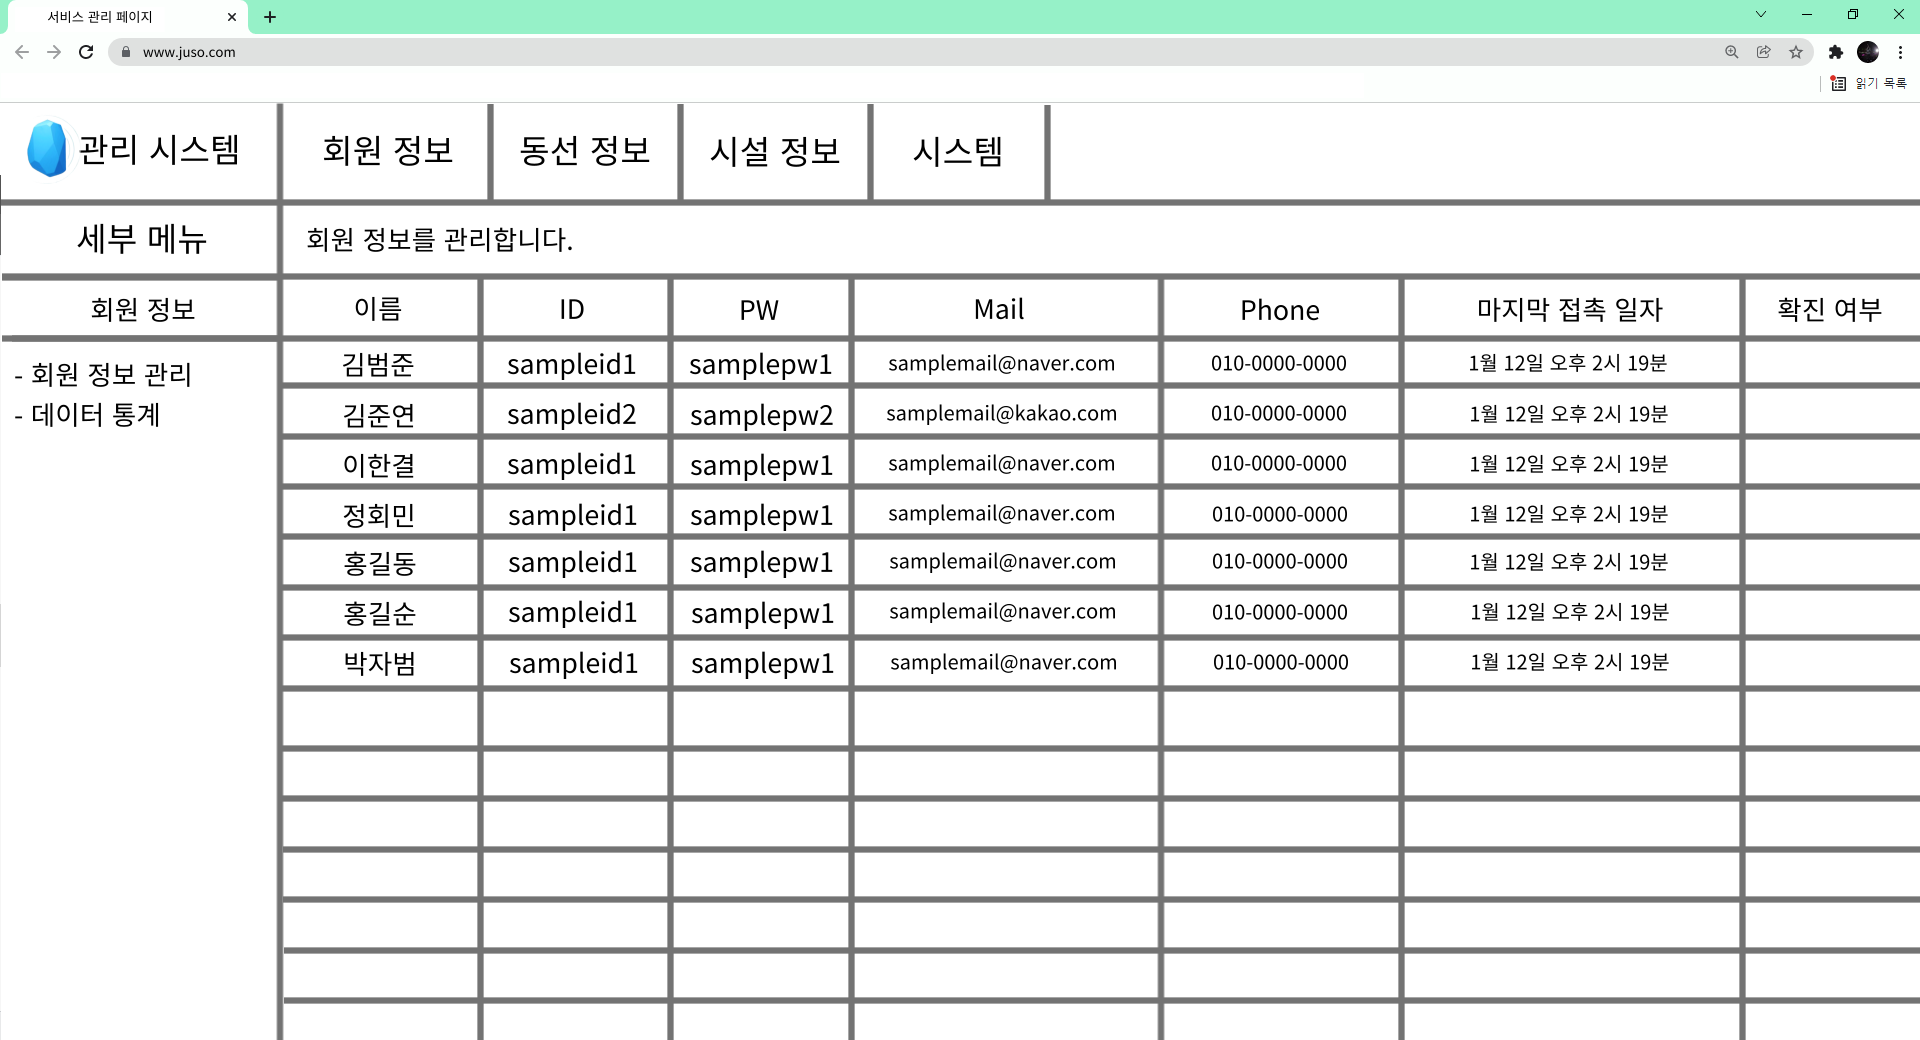 서비스 관리 페이지
www.juso.com
읽기 목록
관리 시스템 회원 정보 동선 정보 시설 정보 시스템
세부 메뉴 회원 정보를 관리합니다.
회원 정보 이름 ID PW Mail Phone 마지막 접촉 일자 확진 여부
- 회원 정보 관리
- 데이터 통계
김범준 sampleid1 samplepw1 samplemail@naver.com 010-0000-0000 1월 12일 오후 2시 19분
김준연 sampleid2 samplepw2 samplemail@kakao.com 010-0000-0000 1월 12일 오후 2시 19분
이한결 sampleid1 samplepw1 samplemail@naver.com 010-0000-0000 1월 12일 오후 2시 19분
정회민 sampleid1 samplepw1 samplemail@naver.com 010-0000-0000 1월 12일 오후 2시 19분
홍길동 sampleid1 samplepw1 samplemail@naver.com 010-0000-0000 1월 12일 오후 2시 19분
홍길순 sampleid1 samplepw1 samplemail@naver.com 010-0000-0000 1월 12일 오후 2시 19분
박자범 sampleid1 samplepw1 samplemail@naver.com 010-0000-0000 1월 12일 오후 2시 19분